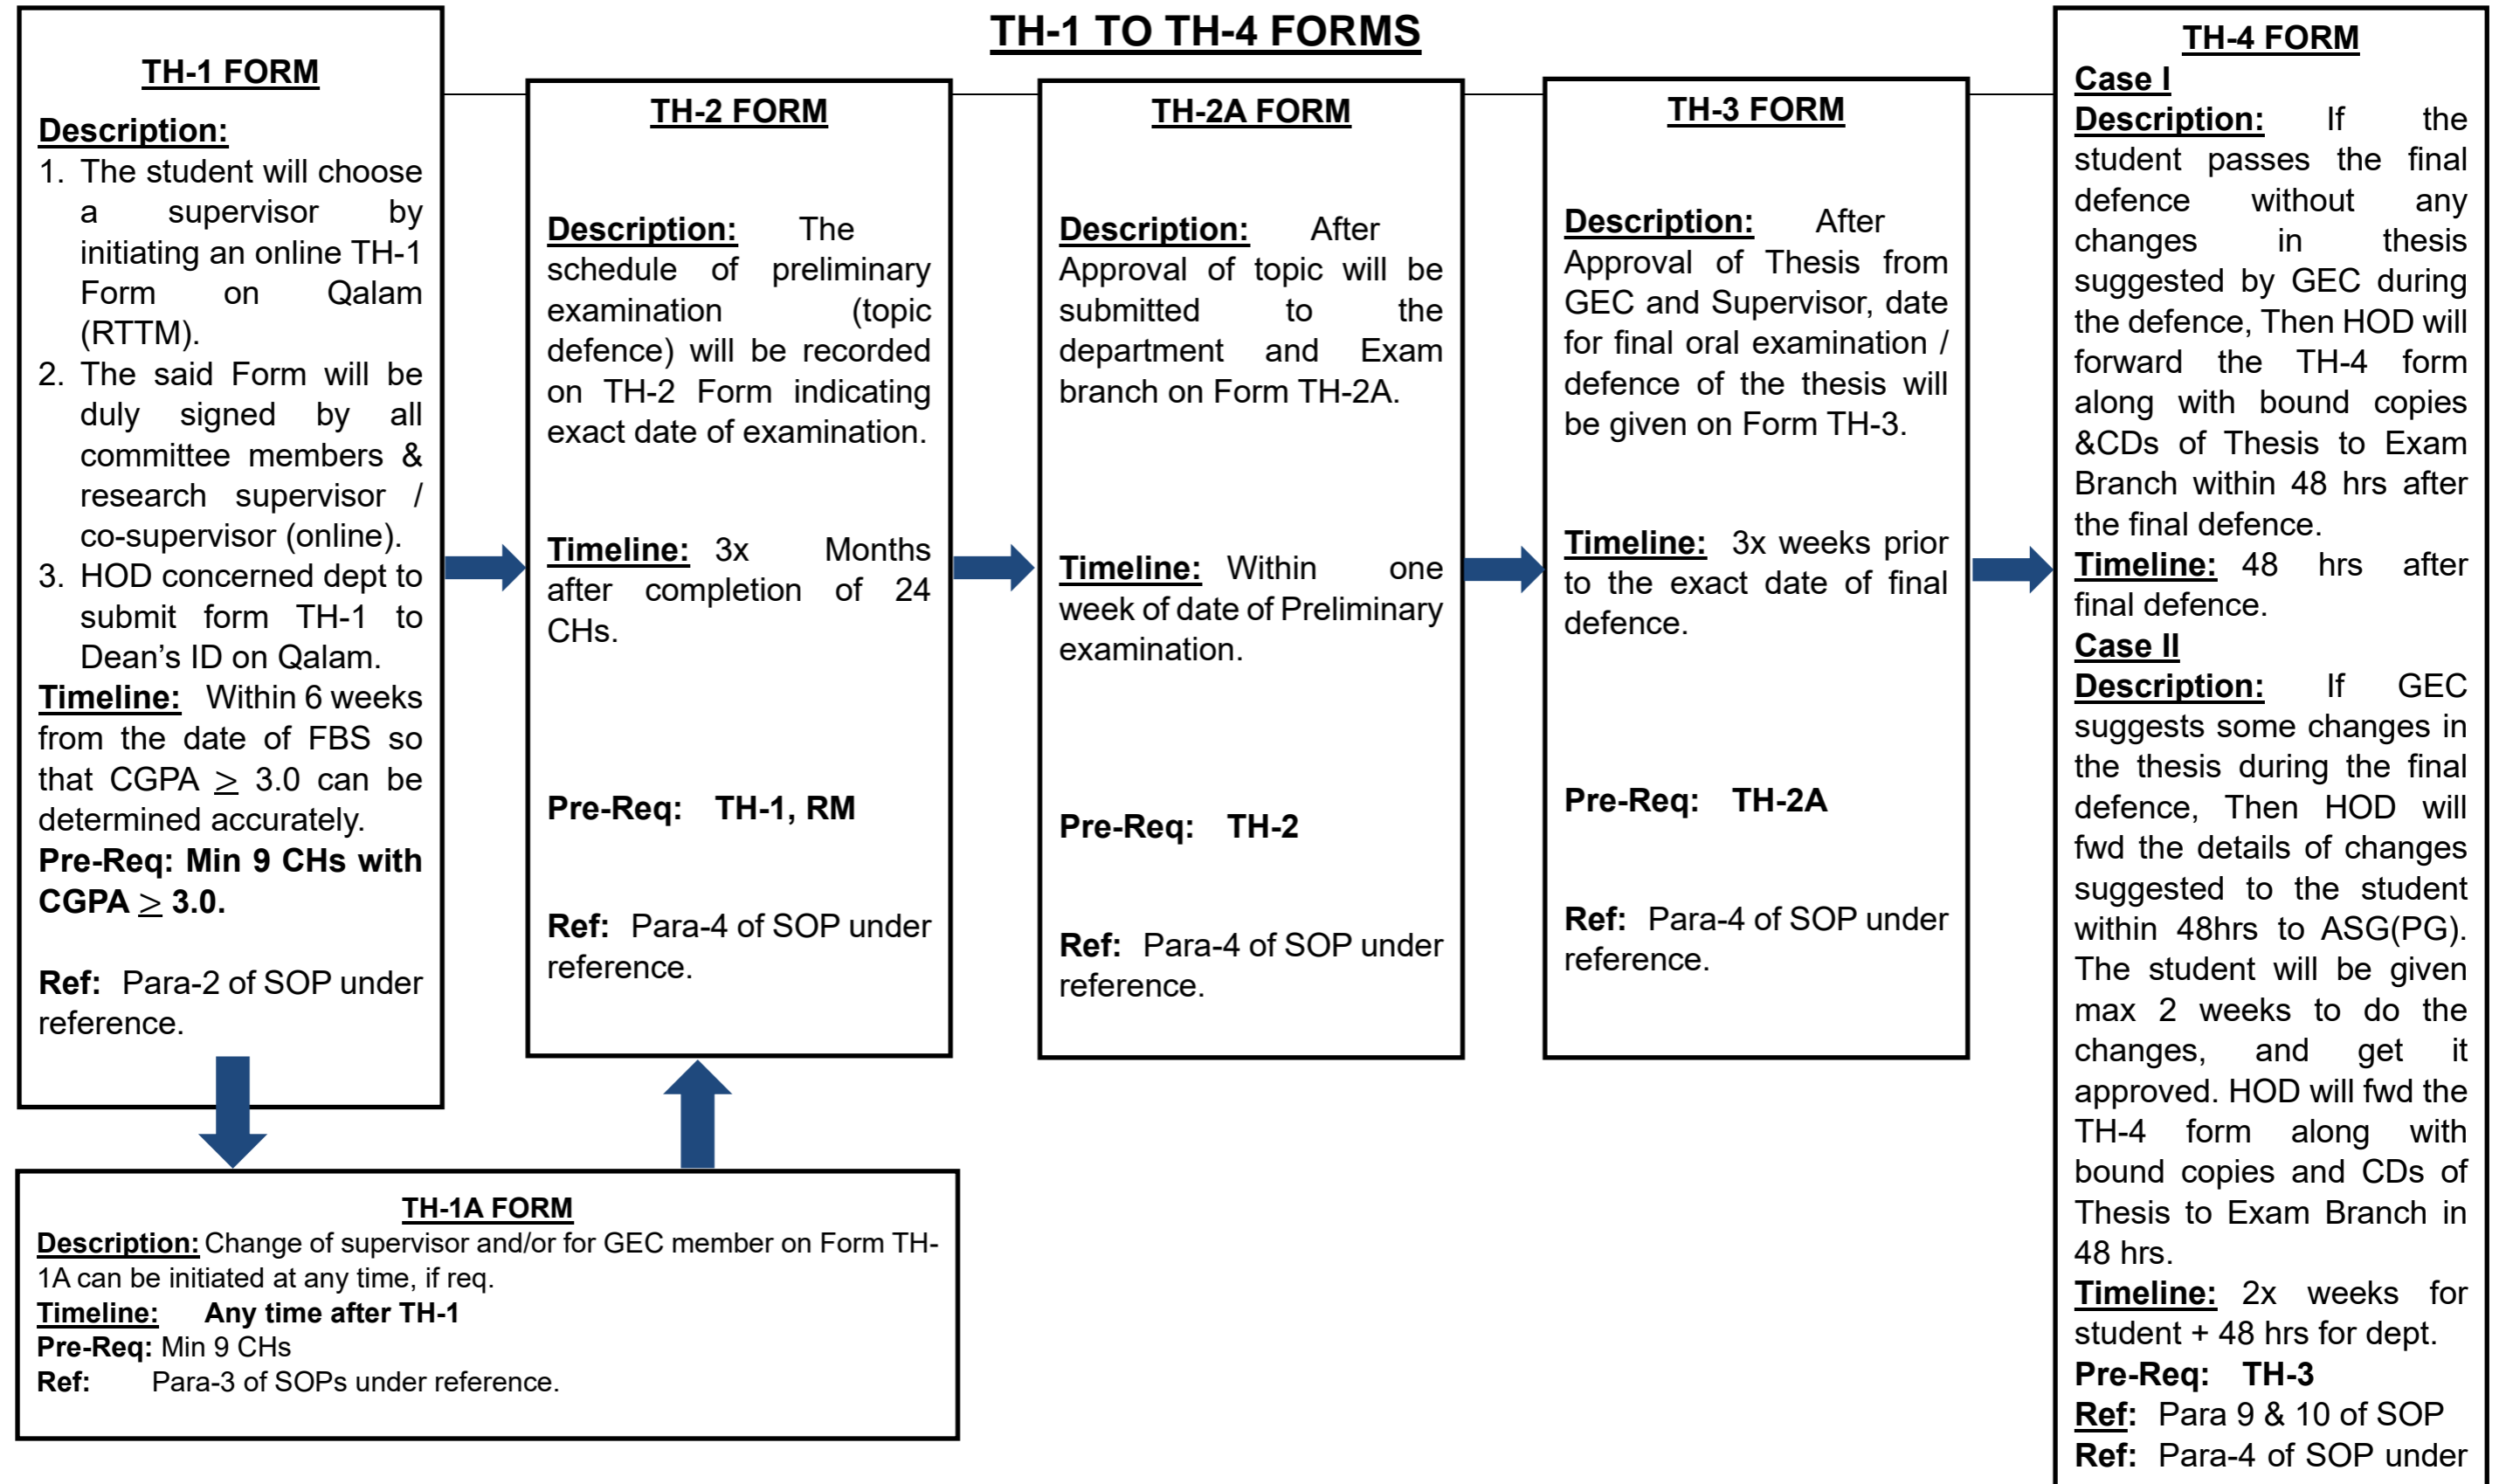 TH-1 TO TH-4 FORMS
TH-1 FORM
Description:
1. The student will choose
a supervisor by
initiating an online TH-1
Form on Qalam
(RTTM).
2. The said Form will be
duly signed by all
committee members &
research supervisor /
co-supervisor (online).
3. HOD concerned dept to
submit form TH-1 to
Dean's ID on Qalam.
Timeline: Within 6 weeks
from the date of FBS so
that CGPA ≥ 3.0 can be
determined accurately.
Pre-Req: Min 9 CHs with
CGPA ≥ 3.0.
Ref: Para-2 of SOP under
reference.
TH-1A FORM
Description: Change of supervisor and/or for GEC member on Form TH-
1A can be initiated at any time, if req.
Timeline: Any time after TH-1
Pre-Req: Min 9 CHs
Ref: Para-3 of SOPs under reference.
TH-2 FORM
Description: The
schedule of preliminary
examination (topic
defence) will be recorded
on TH-2 Form indicating
exact date of examination.
Timeline: 3x Months
after completion of 24
CHs.
Pre-Req: TH-1, RM
Ref: Para-4 of SOP under
reference.
TH-2A FORM
Description: After
Approval of topic will be
submitted to the
department and Exam
branch on Form TH-2A.
Timeline: Within one
week of date of Preliminary
examination.
Pre-Req: TH-2
Ref: Para-4 of SOP under
reference.
TH-3 FORM
Description: After
Approval of Thesis from
GEC and Supervisor, date
for final oral examination /
defence of the thesis will
be given on Form TH-3.
Timeline: 3x weeks prior
to the exact date of final
defence.
Pre-Req: TH-2A
Ref: Para-4 of SOP under
reference.
TH-4 FORM
Case I
Description: If the
student passes the final
defence without any
changes in thesis
suggested by GEC during
the defence, Then HOD will
forward the TH-4 form
along with bound copies
&CDs of Thesis to Exam
Branch within 48 hrs after
the final defence.
Timeline: 48 hrs after
final defence.
Case II
Description: If GEC
suggests some changes in
the thesis during the final
defence, Then HOD will
fwd the details of changes
suggested to the student
within 48hrs to ASG(PG).
The student will be given
max 2 weeks to do the
changes, and get it
approved. HOD will fwd the
TH-4 form along with
bound copies and CDs of
Thesis to Exam Branch in
48 hrs.
Timeline: 2x weeks for
student + 48 hrs for dept.
Pre-Req: TH-3
Ref: Para 9 & 10 of SOP
Ref: Para-4 of SOP under